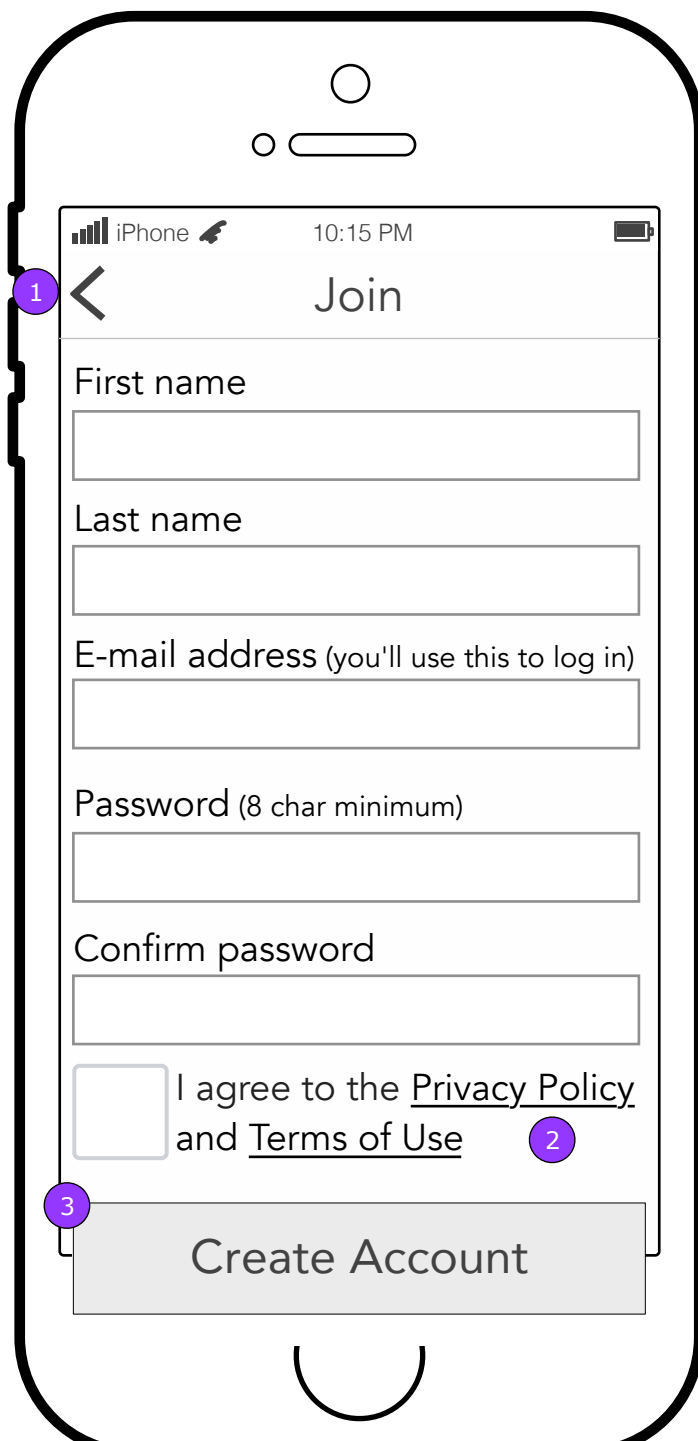 iPhone 10:15 PM
1
Join
First name
Last name
E-mail address (you'll use this to log in)
Password (8 char minimum)
Confirm password
I agree to the Privacy Policy
and Terms of Use 2
3
Create Account